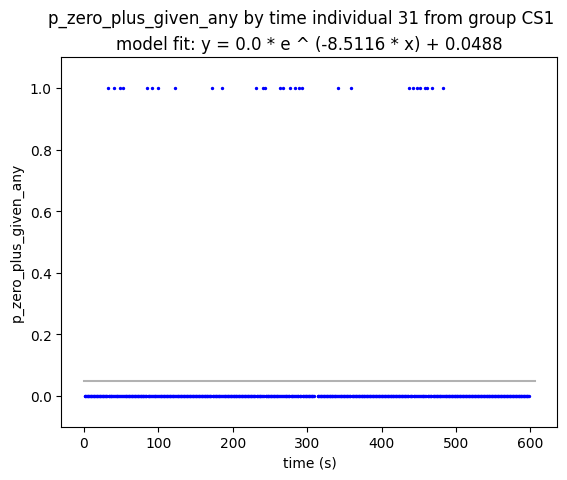 p_zero_plus_given_any by time individual 31 from group CS1
model fit: y = 0.0 * e ^ (-8.5116 * x) + 0.0488
1.0
0.8
0.6
0.4
0.2
0.0
p_zero_plus_given_any
0 100 200 300 400 500 600
time (s)